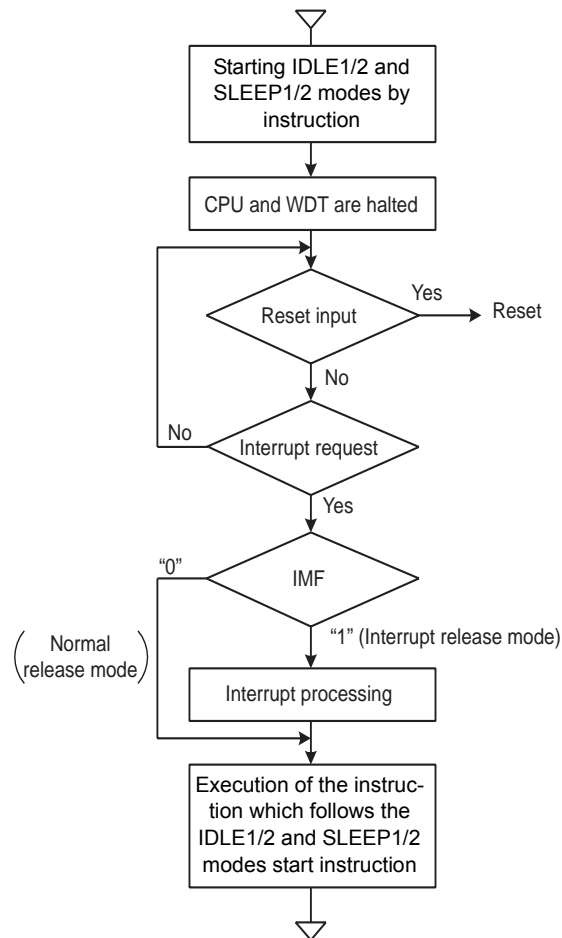 Starting IDLE1/2 and
SLEEP1/2 modes by
instruction
CPU and WDT are halted
Reset input
Yes
Reset
No
No
Interrupt request
Yes
“0”
IMF
“1” (Interrupt release mode)
Normal
release mode
Interrupt processing
Execution of the instruc-
tion which follows the
IDLE1/2 and SLEEP1/2
modes start instruction